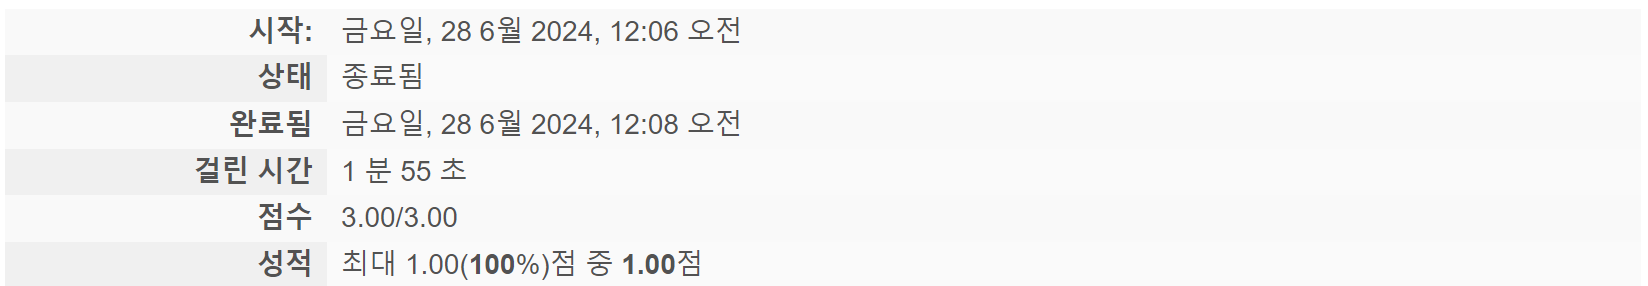 시작: 금요일, 28 6월 2024, 12:06 오전
상태 종료됨
완료됨 금요일, 28 6월 2024, 12:08 오전
걸린 시간 1 분 55 초
점수 3.00/3.00
성적 최대 1.00(100%)점 중 1.00점